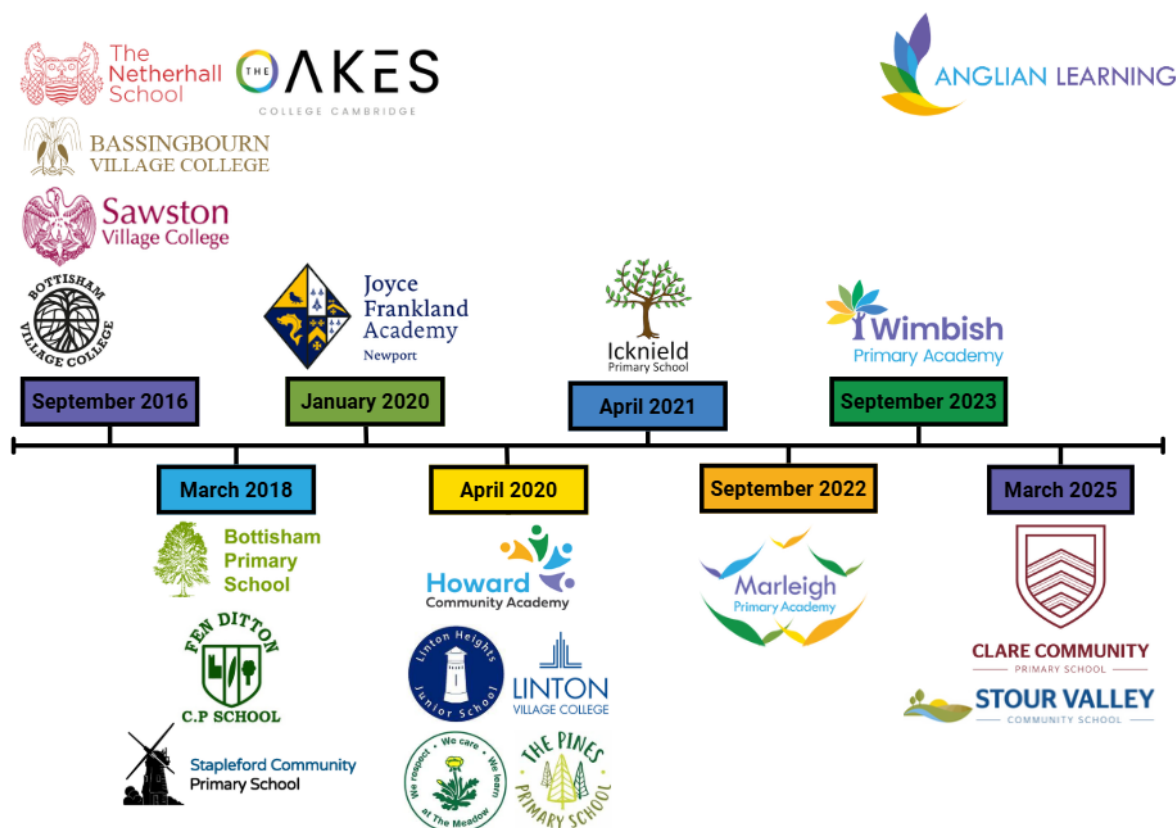 The
Netherhall
School
THE
OAKES
COLLEGE CAMBRIDGE
ANGLIAN LEARNING
BASSINGBOURN
VILLAGE COLLEGE
Sawston
Village College
BOTTISHAM
VILLAGE COLLEGE
Joyce
Frankland
Academy
Newport
Icknield
Primary School
Wimbish
Primary Academy
September 2016
January 2020
April 2021
September 2023
March 2018
April 2020
September 2022
March 2025
Bottisham
Primary
School
FEN DITTON
C.P SCHOOL
Stapleford Community
Primary School
Howard
Community Academy
Linton Heights
Junior School
LINTON
VILLAGE COLLEGE
We respect • We care • We learn
at The Meadow
THE PINES
PRIMARY SCHOOL
Marleigh
Primary Academy
CLARE COMMUNITY
PRIMARY SCHOOL
STOUR VALLEY
COMMUNITY SCHOOL